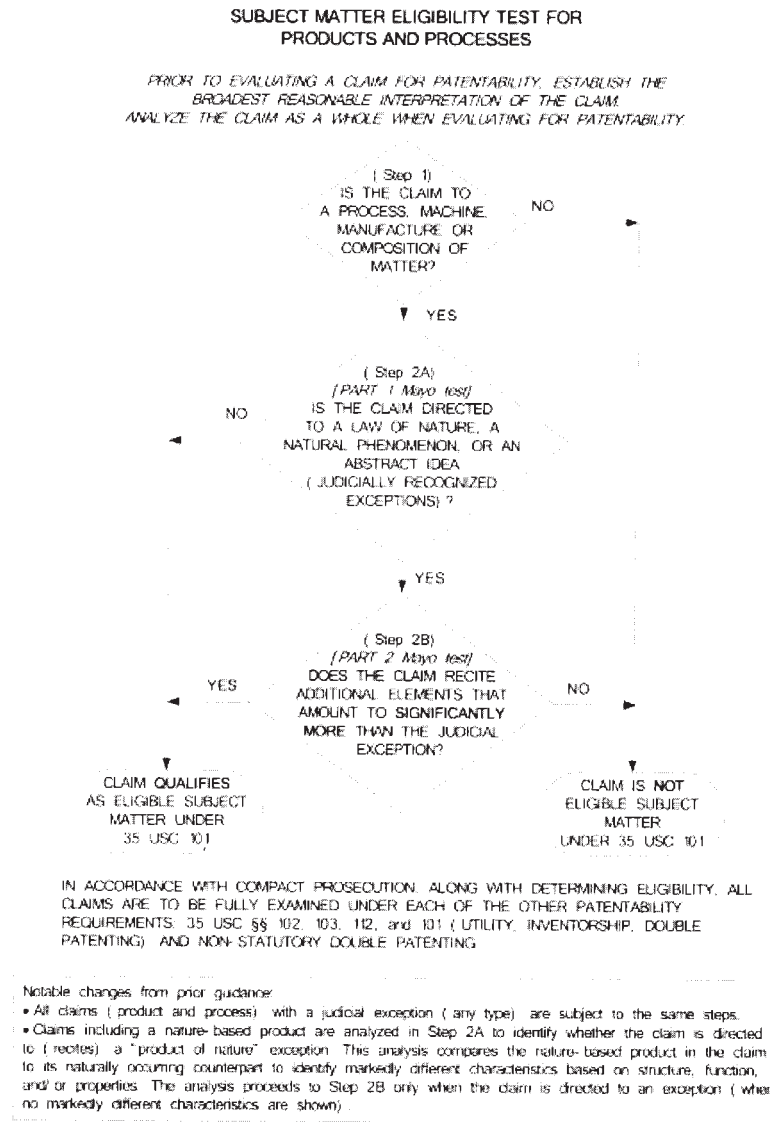 SUBJECT MATTER ELIGIBILITY TEST FOR
PRODUCTS AND PROCESSES
PRIOR TO EVALUATING A CLAIM FOR PATENTABILITY, ESTABLISH THE
BROADEST REASONABLE INTERPRETATION OF THE CLAIM.
ANALYZE THE CLAIM AS A WHOLE WHEN EVALUATING FOR PATENTABILITY.
( Step 1)
IS THE CLAIM TO
A PROCESS, MACHINE,
MANUFACTURE OR
COMPOSITION OF
MATTER?
NO
YES
( Step 2A)
[PART 1 Mayo test]
IS THE CLAIM DIRECTED
TO A LAW OF NATURE, A
NATURAL PHENOMENON, OR AN
ABSTRACT IDEA
( JUDICIALLY RECOGNIZED
EXCEPTIONS) ?
NO
YES
( Step 2B)
[PART 2 Mayo test]
DOES THE CLAIM RECITE
ADDITIONAL ELEMENTS THAT
AMOUNT TO SIGNIFICANTLY
MORE THAN THE JUDICIAL
EXCEPTION?
YES
NO
CLAIM QUALIFIES
AS ELIGIBLE SUBJECT
MATTER UNDER
35 USC 101
CLAIM IS NOT
ELIGIBLE SUBJECT
MATTER
UNDER 35 USC 101
IN ACCORDANCE WITH COMPACT PROSECUTION, ALONG WITH DETERMINING ELIGIBILITY, ALL
CLAIMS ARE TO BE FULLY EXAMINED UNDER EACH OF THE OTHER PATENTABILITY
REQUIREMENTS: 35 USC §§ 102, 103, 112, and 101 ( UTILITY, INVENTORSHIP, DOUBLE
PATENTING) AND NON- STATUTORY DOUBLE PATENTING
Notable changes from prior guidance:
• All claims ( product and process) with a judicial exception ( any type) are subject to the same steps.
• Claims including a nature- based product are analyzed in Step 2A to identify whether the claim is directed
to ( recites) a "product of nature" exception. This analysis compares the nature- based product in the claim
to its naturally occurring counterpart to identify markedly different characteristics based on structure, function,
and/ or properties. The analysis proceeds to Step 2B only when the claim is directed to an exception ( when
no markedly different characteristics are shown) .